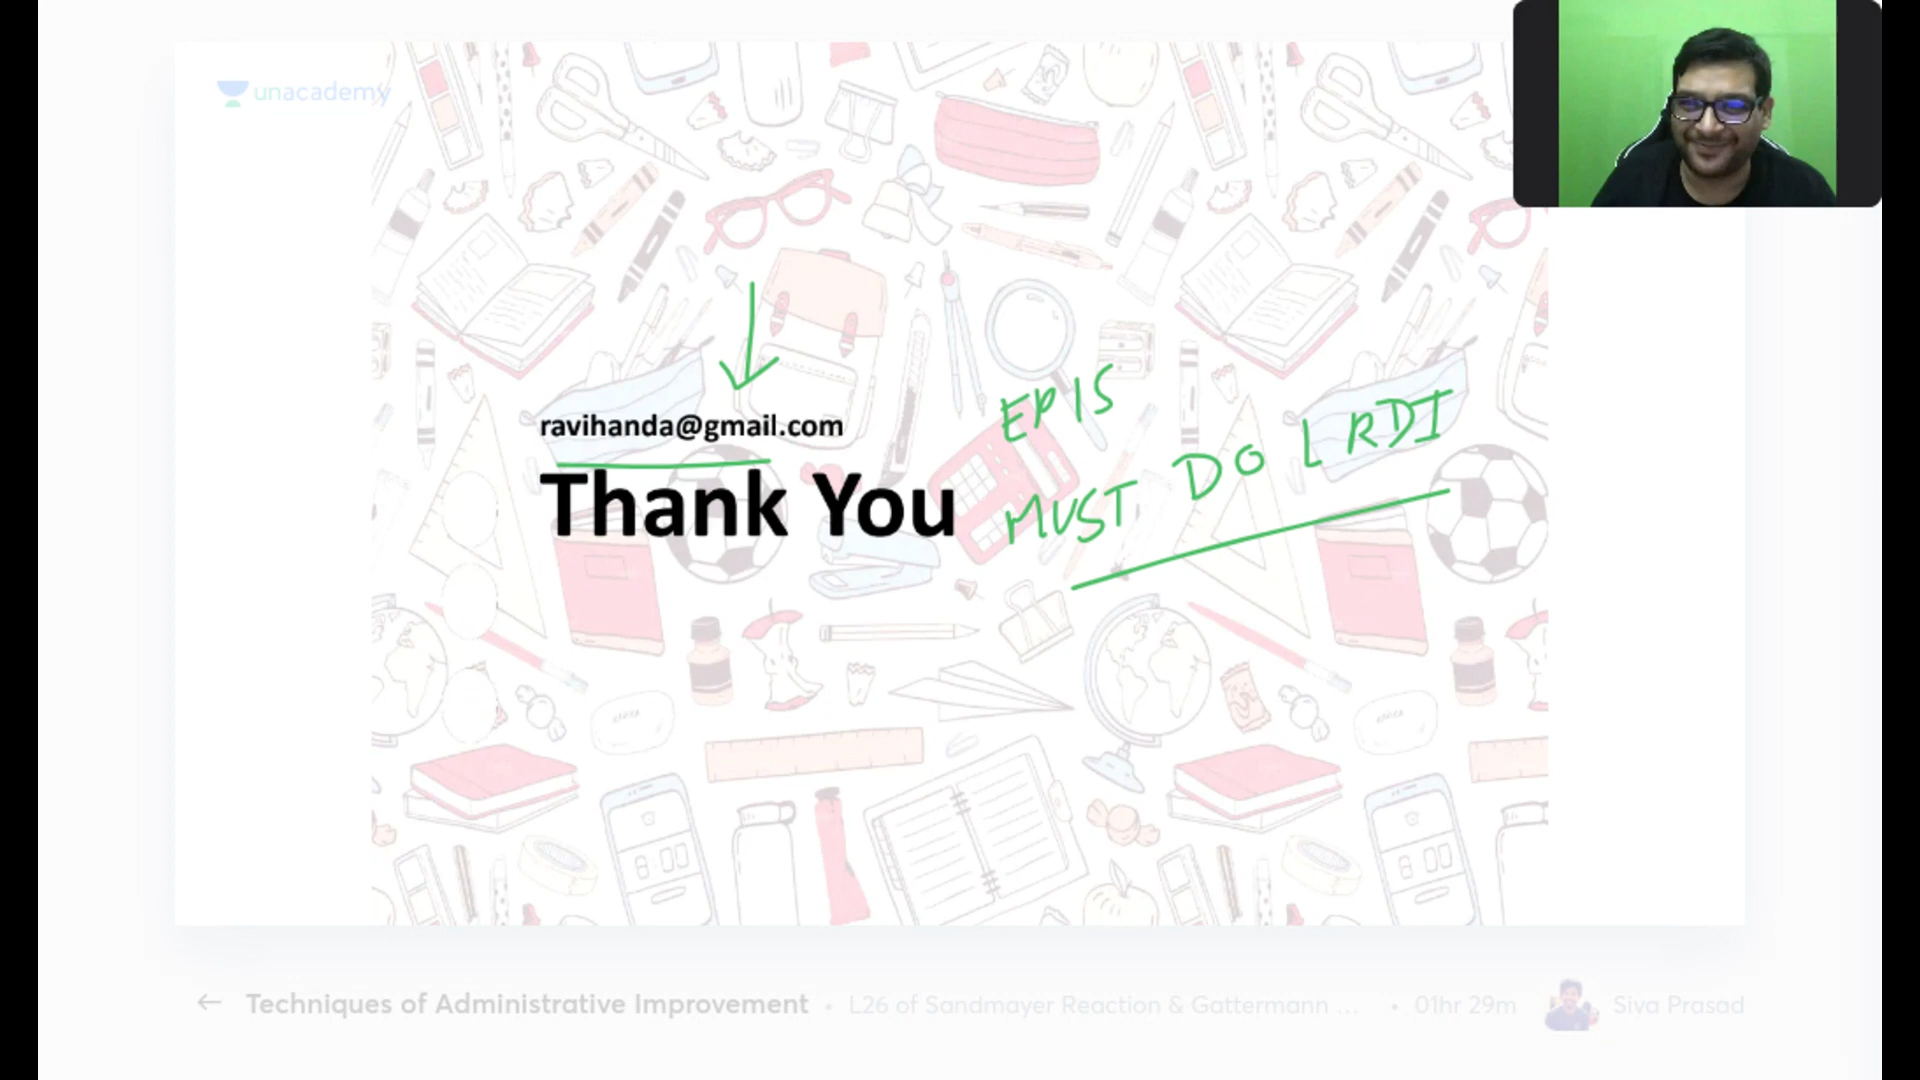 unacademy
ravihanda@gmail.com
Thank You
EPIS
MUST DO LRDI
Techniques of Administrative Improvement • L26 of Sandmayer Reaction & Gattermann ... • 01hr 29m Siva Prasad